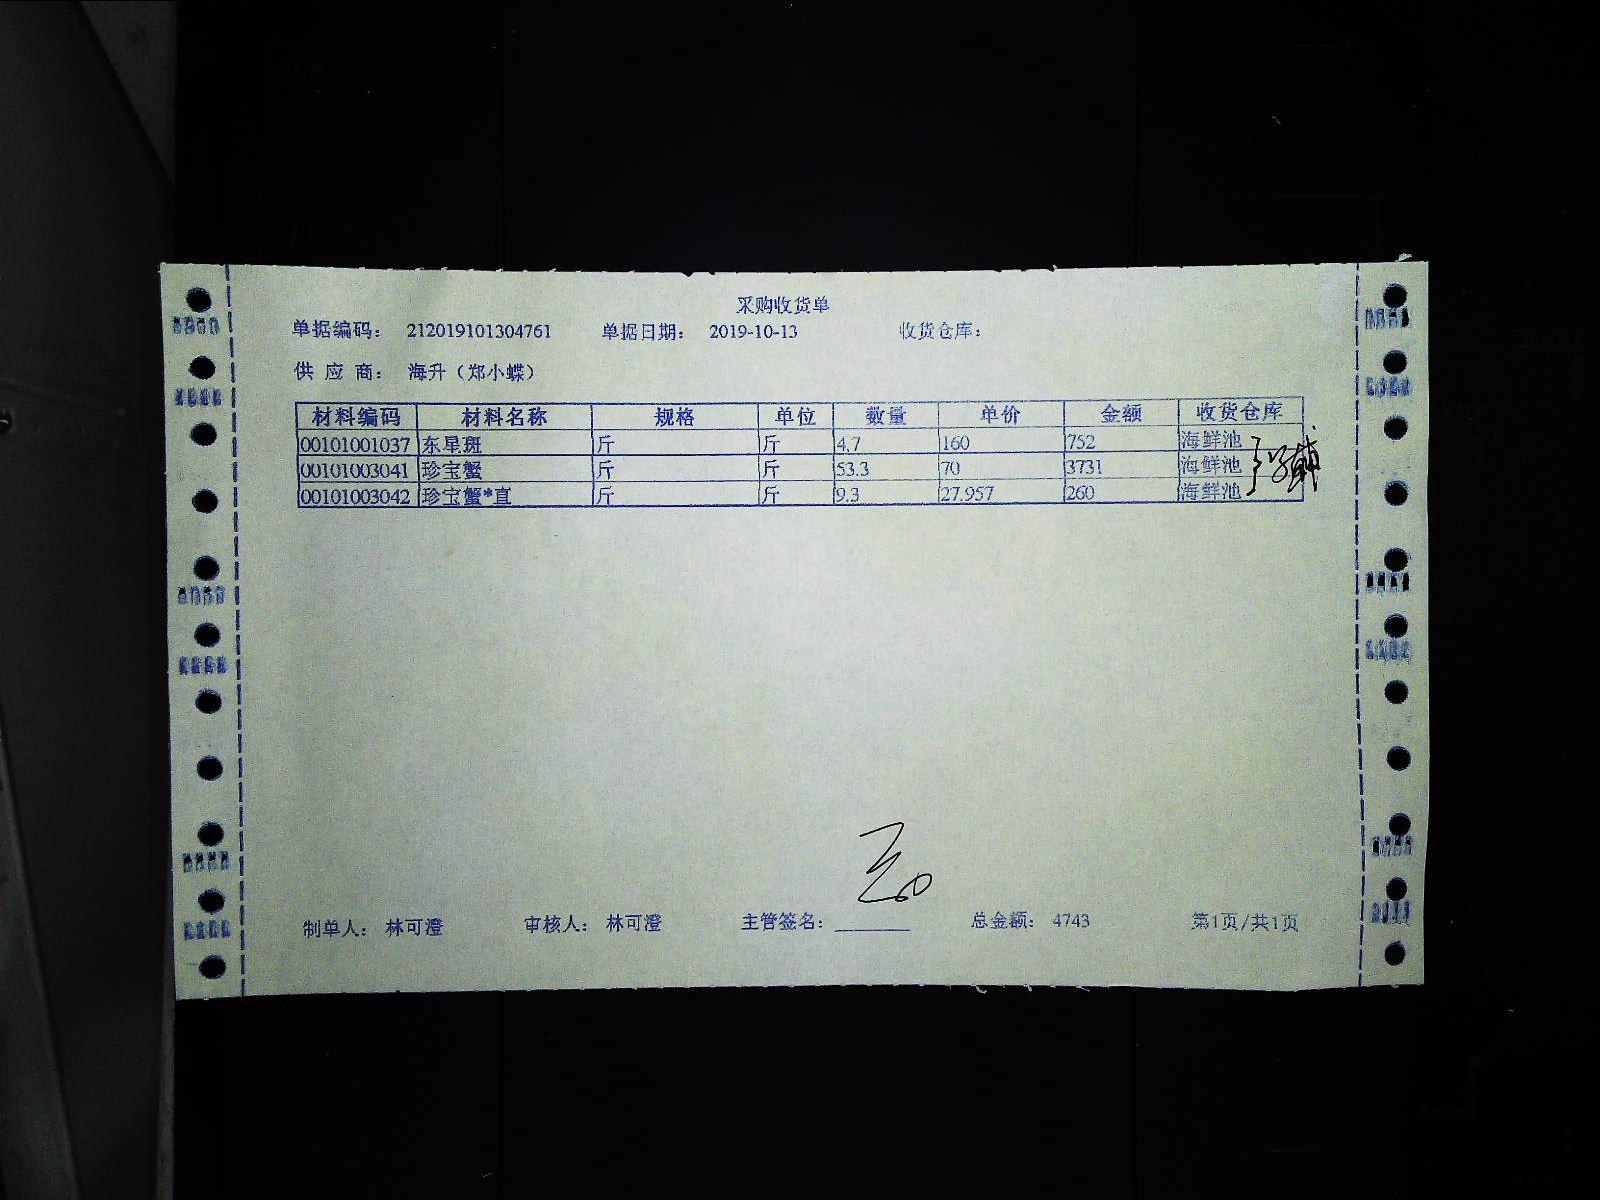 采购收货单
单据编码： 212019101304761 单据日期： 2019-10-13 收货仓库：
供 应 商： 海升（郑小蝶）
材料编码 材料名称 规格 单位 数量 单价 金额 收货仓库
00101001037 东星斑 斤 斤 4.7 160 752 海鲜池
00101003041 珍宝蟹 斤 斤 53.3 70 3731 海鲜池
00101003042 珍宝蟹*直 斤 斤 9.3 27.957 260 海鲜池
制单人： 林可澄 审核人： 林可澄 主管签名： 总金额： 4743 第1页/共1页